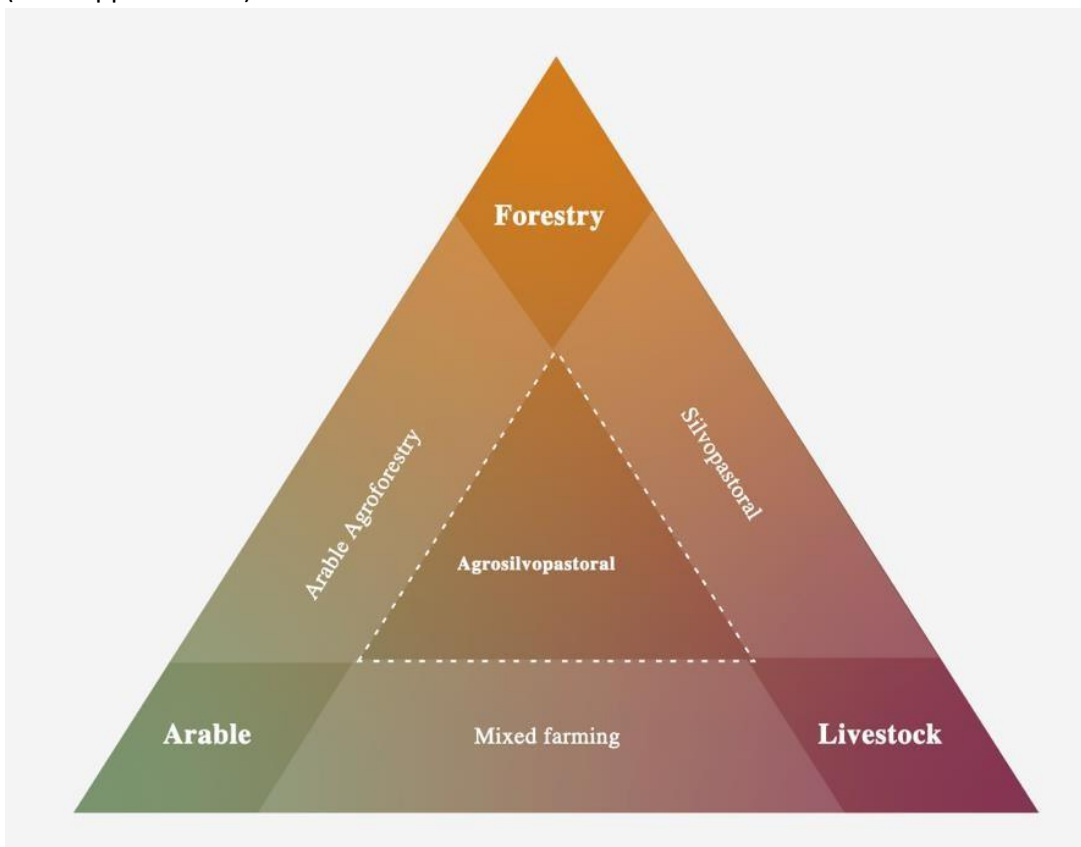 Forestry
Arable Agroforestry
Silvopastoral
Agrosilvopastoral
Arable
Mixed farming
Livestock